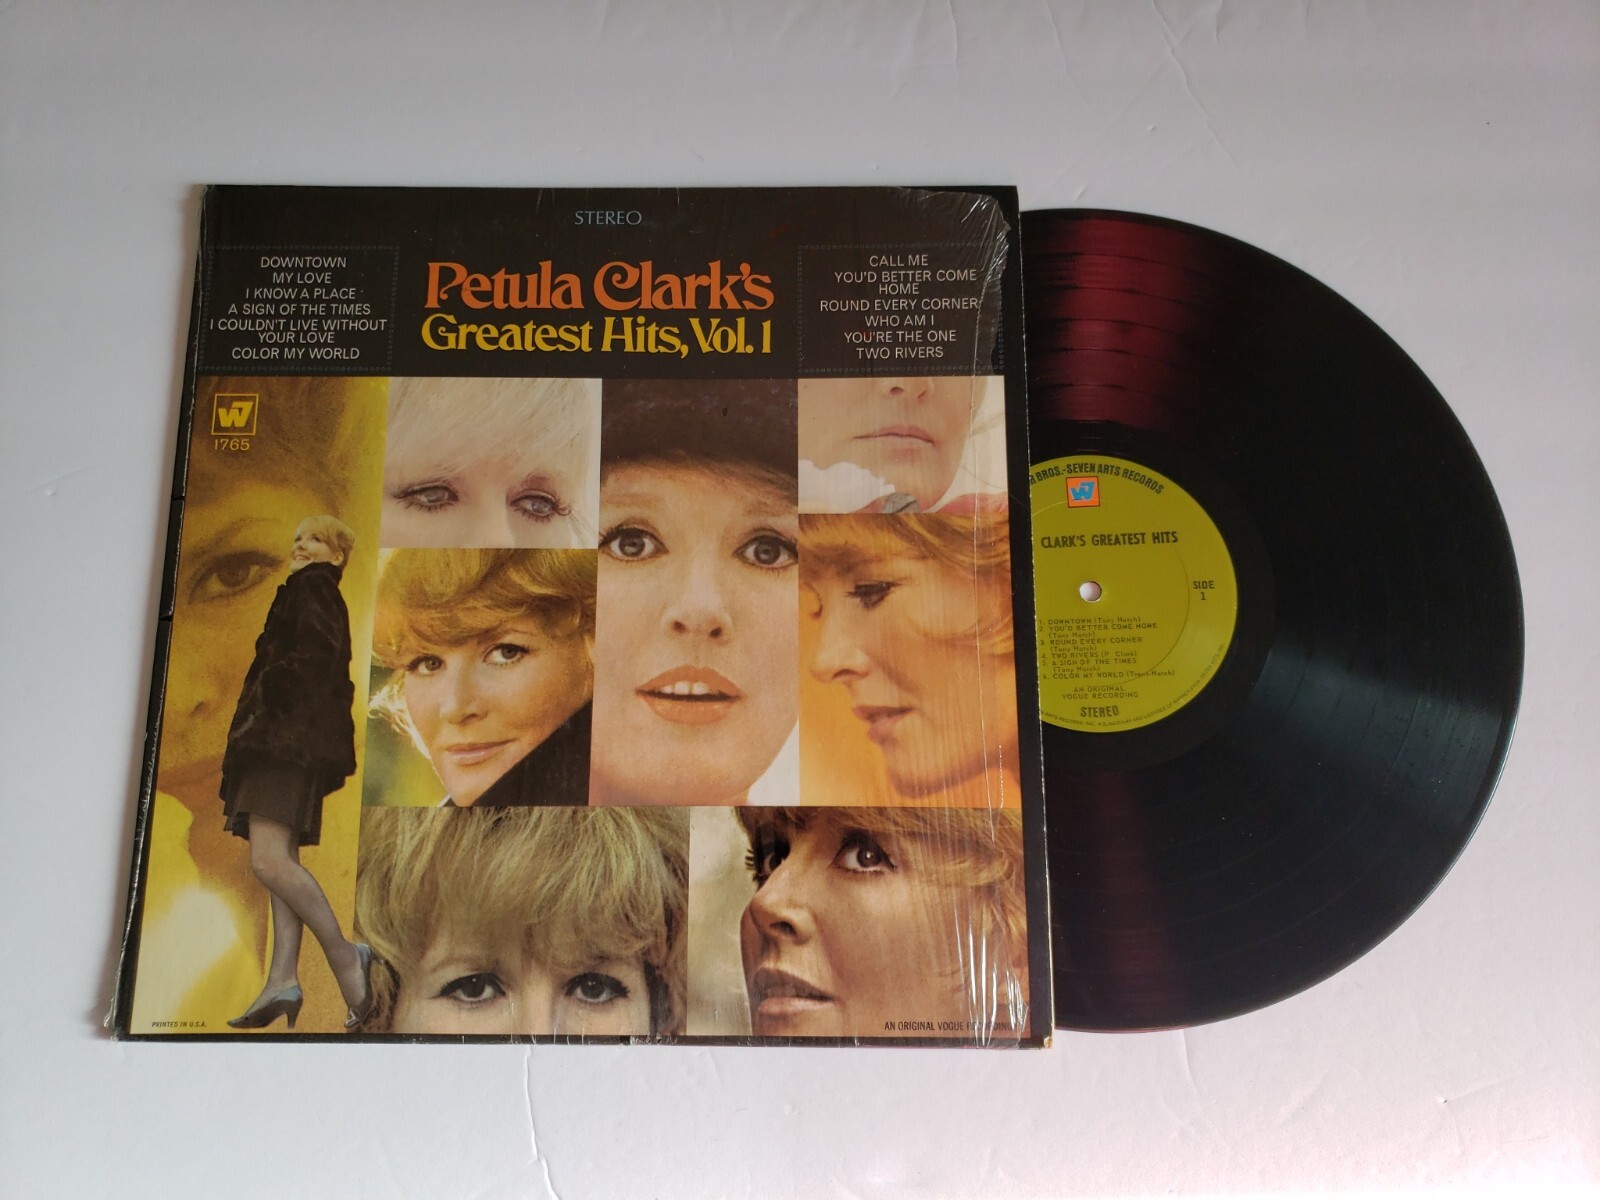 STEREO
DOWNTOWN
MY LOVE
I KNOW A PLACE
A SIGN OF THE TIMES
I COULDN'T LIVE WITHOUT
YOUR LOVE
COLOR MY WORLD
Petula Clark's
Greatest Hits, Vol. 1
CALL ME
YOU'D BETTER COME
HOME
ROUND EVERY CORNER
WHO AM I
YOU'RE THE ONE
TWO RIVERS
W7
1765
PRINTED IN U.S.A.
AN ORIGINAL VOGUE
BROS.-SEVEN ARTS RECORDS
W7
CLARK'S GREATEST HITS
SIDE
1
1. DOWNTOWN (Tony Hatch)
2. YOU'D BETTER COME HOME
(Tony Hatch)
3. ROUND EVERY CORNER
(Tony Hatch)
4. TWO RIVERS (P. Clark)
5. A SIGN OF THE TIMES
(Tony Hatch)
6. COLOR MY WORLD (Trent-Hatch)
AN ORIGINAL
VOGUE RECORDING
STEREO